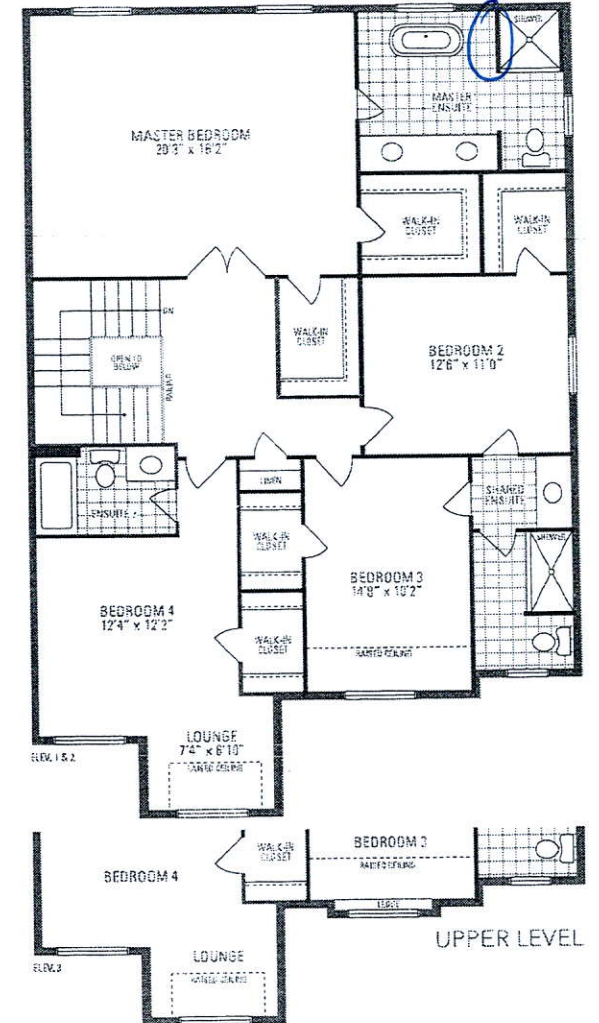 SHOWER
MASTER
ENSUITE
MASTER BEDROOM
20'3" x 16'2"
WALK-IN
CLOSET
WALK-IN
CLOSET
DN
OPEN TO
BELOW
RAILING
WALK-IN
CLOSET
BEDROOM 2
12'6" x 11'0"
LINEN
ENSUITE
SHARED
ENSUITE
SHOWER
WALK-IN
CLOSET
BEDROOM 3
14'8" x 10'2"
BEDROOM 4
12'4" x 12'2"
WALK-IN
CLOSET
RAISED CEILING
LOUNGE
7'4" x 6'10"
RAISED CEILING
ELEV. 1 & 2
WALK-IN
CLOSET
BEDROOM 3
RAISED CEILING
BEDROOM 4
LEDGE
UPPER LEVEL
LOUNGE
ELEV. 3
RAISED CEILING